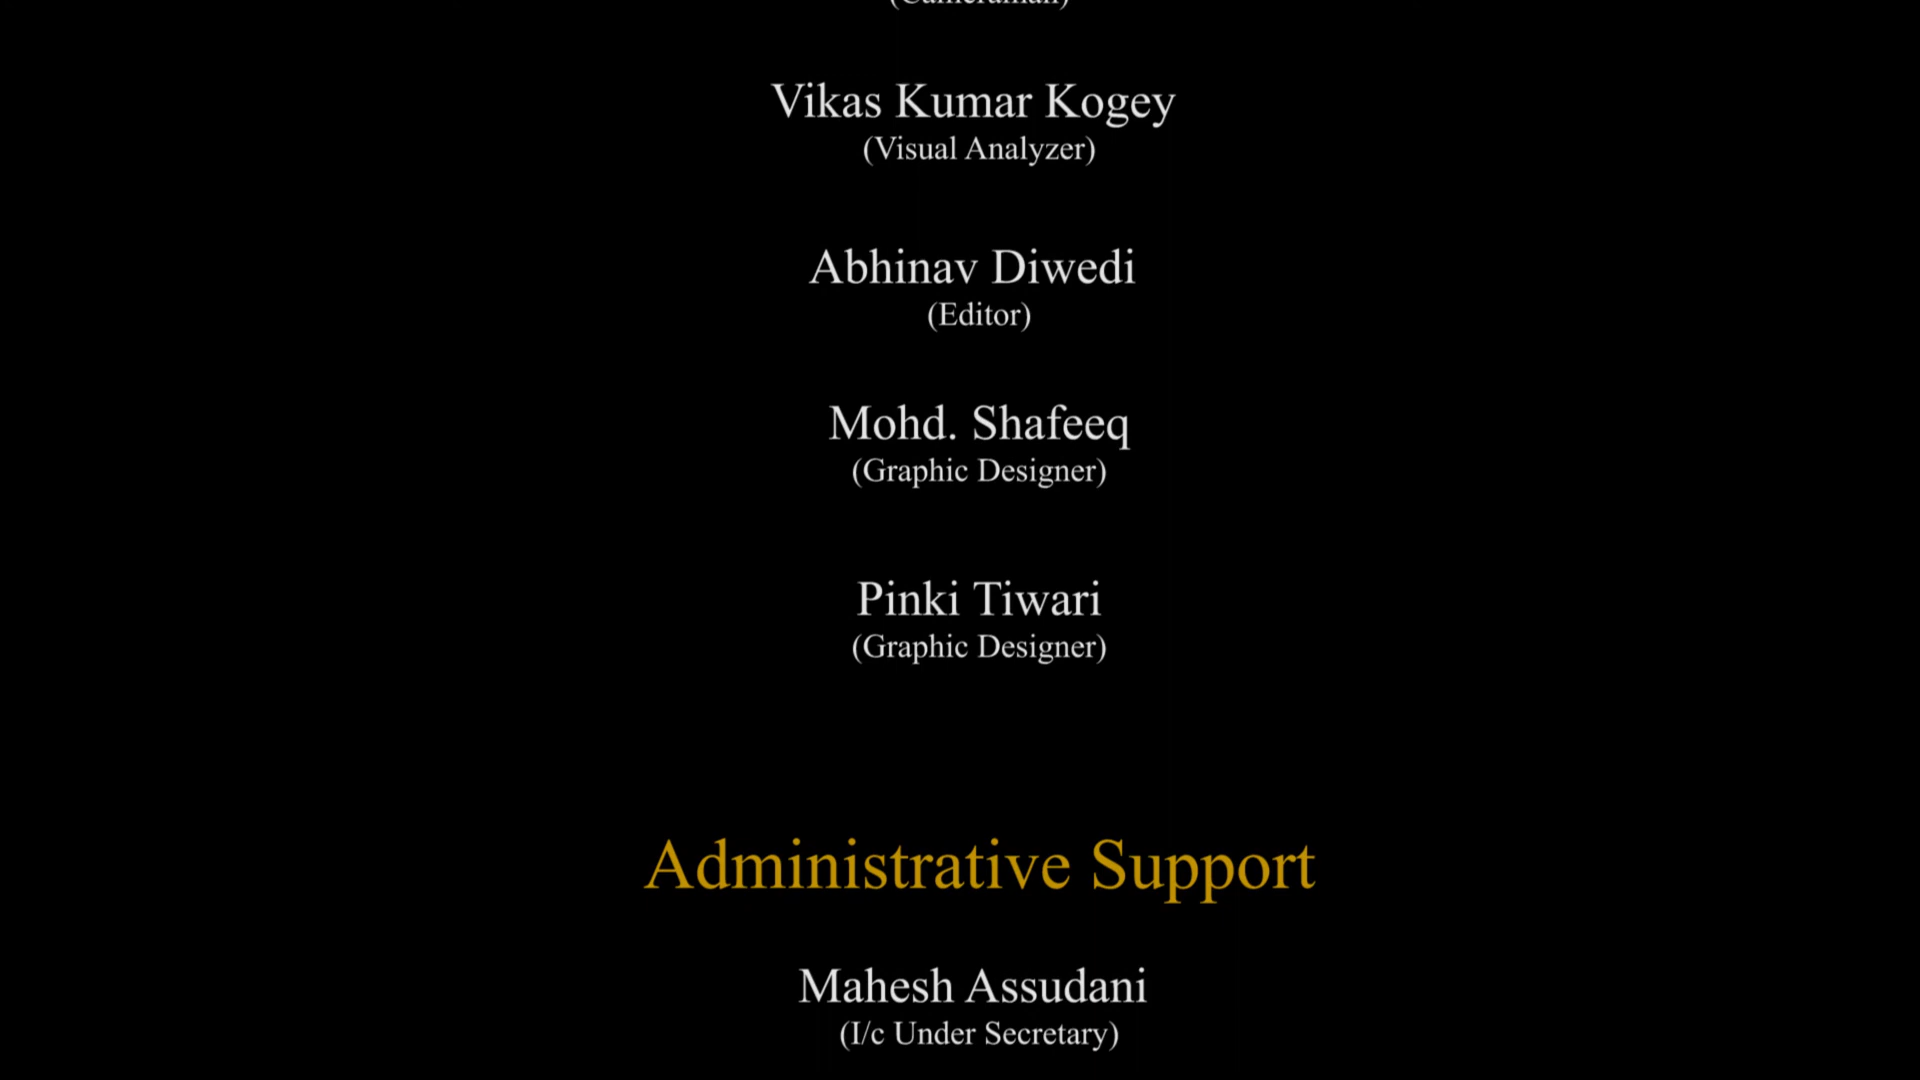 (Cameraman)
Vikas Kumar Kogey
(Visual Analyzer)
Abhinav Diwedi
(Editor)
Mohd. Shafeeq
(Graphic Designer)
Pinki Tiwari
(Graphic Designer)
Administrative Support
Mahesh Assudani
(I/c Under Secretary)